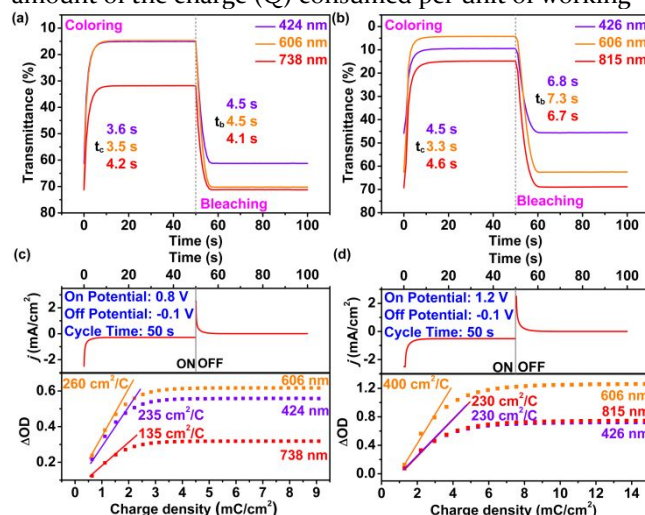 amount of the charge (Q) consumed per unit of working
(a)
Coloring
424 nm
606 nm
738 nm
Transmittance (%)
10
20
30
40
50
60
70
80
3.6 s
tc 3.5 s
4.2 s
4.5 s
tb 4.5 s
4.1 s
Bleaching
0 20 40 60 80 100
Time (s)
(b)
Coloring
426 nm
606 nm
815 nm
Transmittance (%)
0
10
20
30
40
50
60
70
80
4.5 s
tc 3.3 s
4.6 s
6.8 s
tb 7.3 s
6.7 s
Bleaching
0 20 40 60 80 100
Time (s)
(c)
Time (s)
0 20 40 60 80 100
On Potential: 0.8 V
Off Potential: -0.1 V
Cycle Time: 50 s
j (mA/cm²)
2
0
-2
ON OFF
260 cm²/C
606 nm
235 cm²/C
424 nm
135 cm²/C
738 nm
ΔOD
0.6
0.4
0.2
0 1 2 3 4 5 6 7 8 9
Charge density (mC/cm²)
(d)
Time (s)
0 20 40 60 80 100
On Potential: 1.2 V
Off Potential: -0.1 V
Cycle Time: 50 s
j (mA/cm²)
2
0
-2
ON OFF
400 cm²/C
606 nm
230 cm²/C
815 nm
230 cm²/C
426 nm
ΔOD
1.2
0.8
0.4
0.0
0 2 4 6 8 10 12 14
Charge density (mC/cm²)